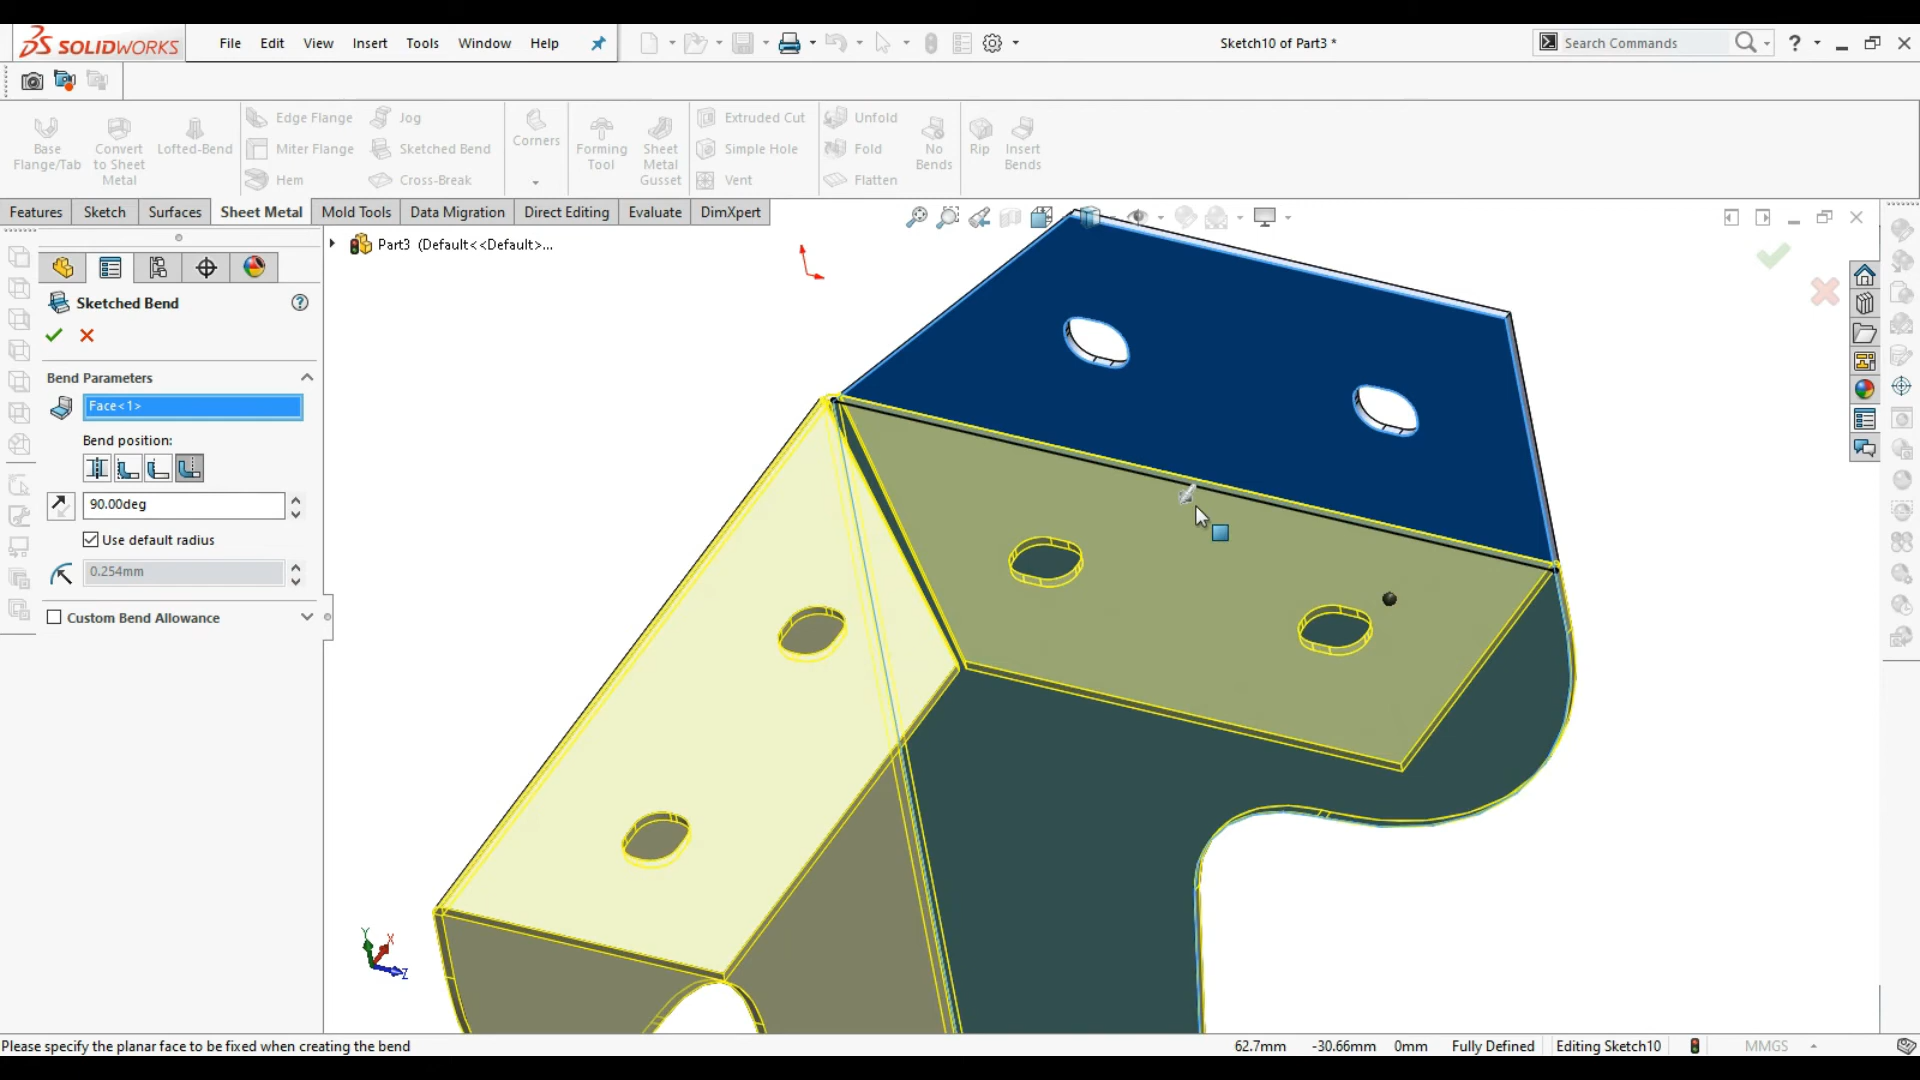 SOLIDWORKS File Edit View Insert Tools Window Help Sketch10 of Part3 * Search Commands ?
Base Flange/Tab
Convert to Sheet Metal
Lofted-Bend
Edge Flange
Miter Flange
Hem
Jog
Sketched Bend
Cross-Break
Corners
Forming Tool
Sheet Metal Gusset
Extruded Cut
Simple Hole
Vent
Unfold
Fold
Flatten
No Bends
Rip
Insert Bends
Features Sketch Surfaces Sheet Metal Mold Tools Data Migration Direct Editing Evaluate DimXpert
Part3 (Default<<Default>...
Sketched Bend ?
Bend Parameters
Face<1>
Bend position:
90.00deg
Use default radius
0.254mm
Custom Bend Allowance
Y X Z
Please specify the planar face to be fixed when creating the bend 62.7mm -30.66mm 0mm Fully Defined Editing Sketch10 MMGS